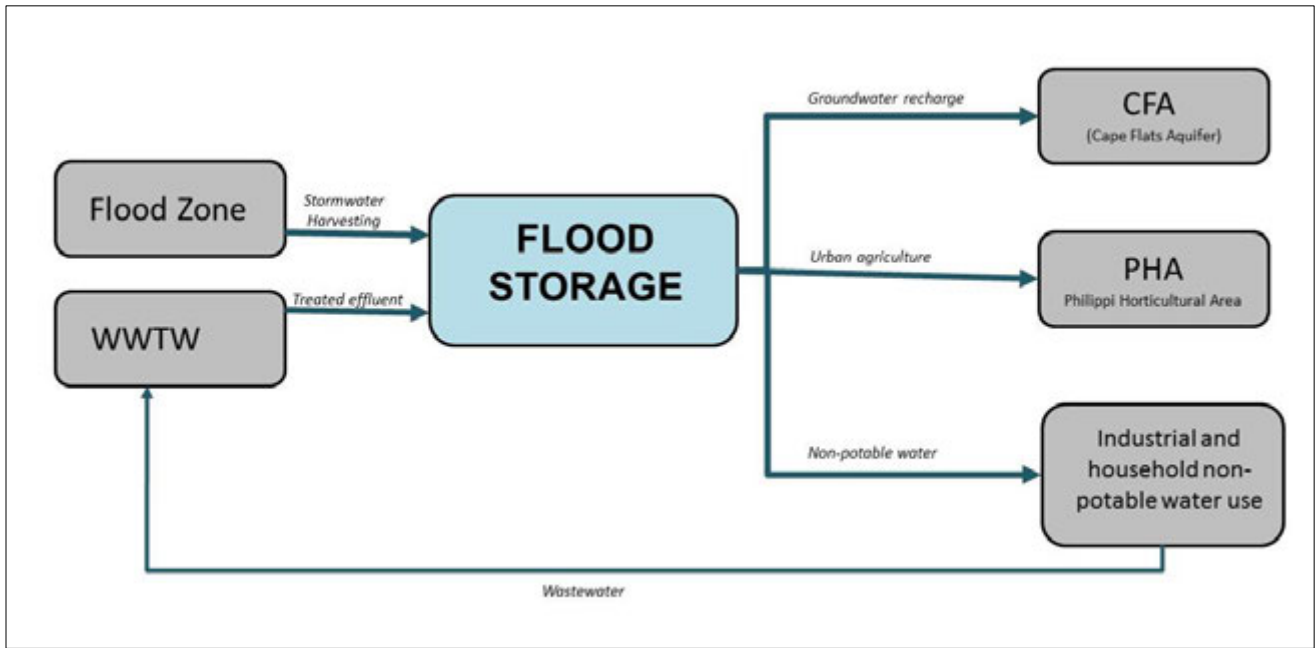 Flood Zone
WWTW
Stormwater
Harvesting
Treated effluent
FLOOD
STORAGE
Groundwater recharge
Urban agriculture
Non-potable water
CFA
(Cape Flats Aquifer)
PHA
Philippi Horticultural Area
Industrial and
household non-
potable water use
Wastewater